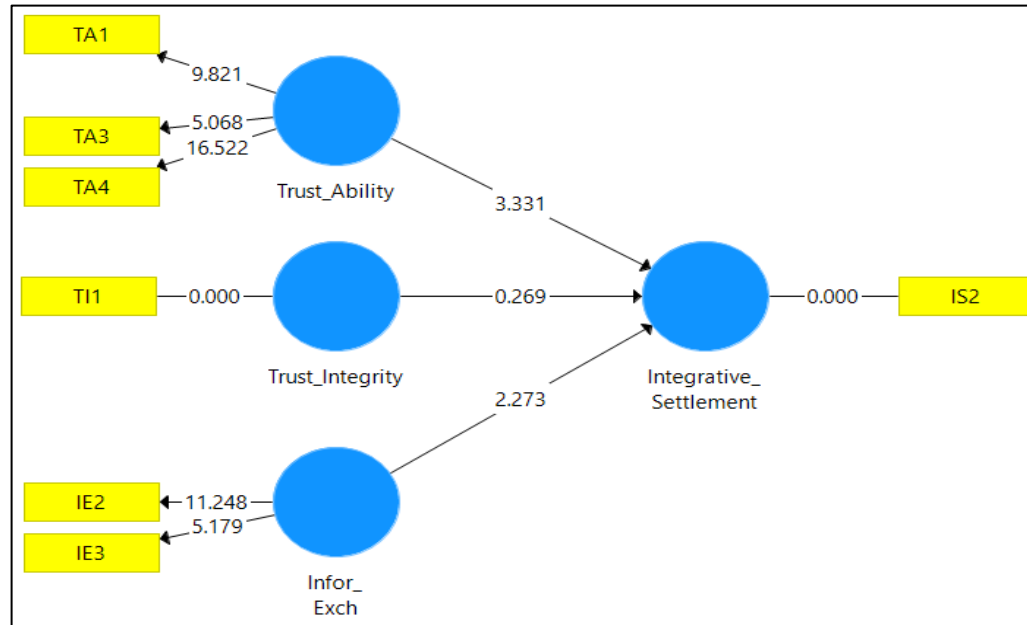 TA1
9.821
TA3
5.068
16.522
TA4
Trust_Ability
3.331
TI1
0.000
0.269
0.000
IS2
Trust_Integrity
Integrative_
Settlement
2.273
IE2
11.248
5.179
IE3
Infor_
Exch